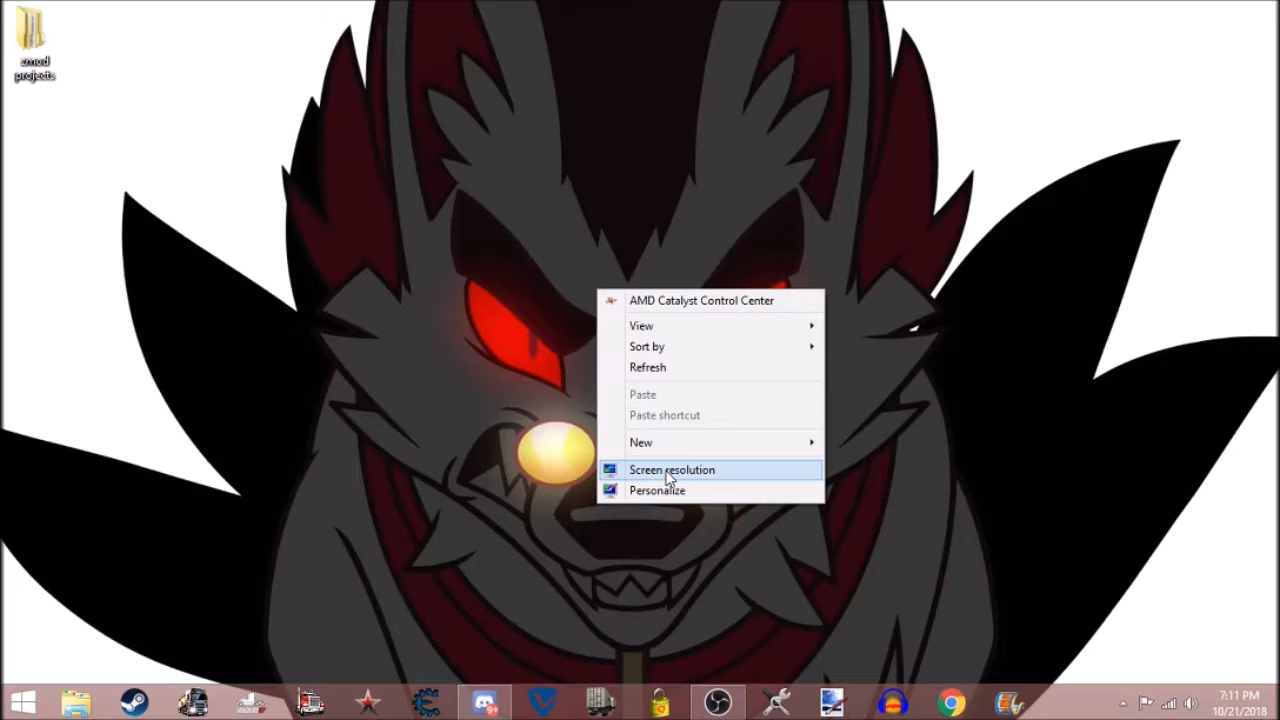 zmod
projects
AMD Catalyst Control Center
View
Sort by
Refresh
Paste
Paste shortcut
New
Screen resolution
Personalize
7:11 PM
10/21/2018